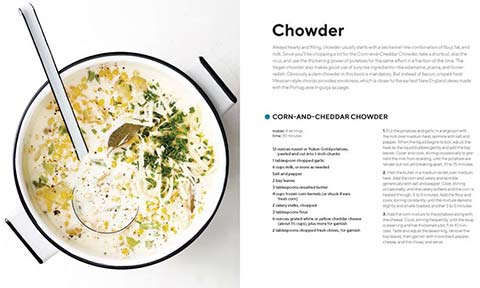 Chowder
Always hearty and filling, chowder usually starts with a béchamel-like combination of flour, fat, and
milk. Since you'll be chopping a lot for the Corn-and-Cheddar Chowder, take a shortcut, skip the
roux, and use the thickening power of potatoes for the same effect in a fraction of the time. The
Vegan chowder also makes good use of surprise ingredients—like edamame, jicama, and horse-
radish. Obviously a clam chowder in this book is mandatory. But instead of bacon, crisped fresh
Mexican-style chorizo provides smokiness, which is closer to the earliest New England stews made
with the Portuguese linguiça sausage.
CORN-AND-CHEDDAR CHOWDER
makes 4 servings
time 30 minutes
12 ounces russet or Yukon Gold potatoes,
peeled and cut into 1-inch chunks
1 tablespoon chopped garlic
6 cups milk, or more as needed
Salt and pepper
2 bay leaves
2 tablespoons unsalted butter
4 cups frozen corn kernels (or shuck 4 ears
fresh corn)
2 celery stalks, chopped
2 tablespoons flour
6 ounces grated white or yellow cheddar cheese
(about 1½ cups), plus more for garnish
2 tablespoons chopped fresh chives, for garnish
1. Put the potatoes and garlic in a large pot with
the milk over medium heat; sprinkle with salt and
pepper. When the liquid begins to boil, adjust the
heat so the liquid bubbles gently and add the bay
leaves. Cover and cook, stirring occasionally to pre-
vent the milk from scalding, until the potatoes are
tender but not yet breaking apart, 10 to 15 minutes.
2. Melt the butter in a medium skillet over medium
heat. Add the corn and celery and sprinkle
generously with salt and pepper. Cook, stirring
occasionally, until the celery softens and the corn is
heated through, 5 to 8 minutes. Add the flour and
cook, stirring constantly, until the mixture darkens
slightly and smells toasted, another 3 to 5 minutes.
3. Add the corn mixture to the potatoes along with
the cheese. Cook, stirring frequently, until the soup
is steaming and has thickened a lot, 5 to 10 min-
utes. Taste and adjust the seasoning, remove the
bay leaves, then garnish with more black pepper,
cheese, and the chives, and serve.